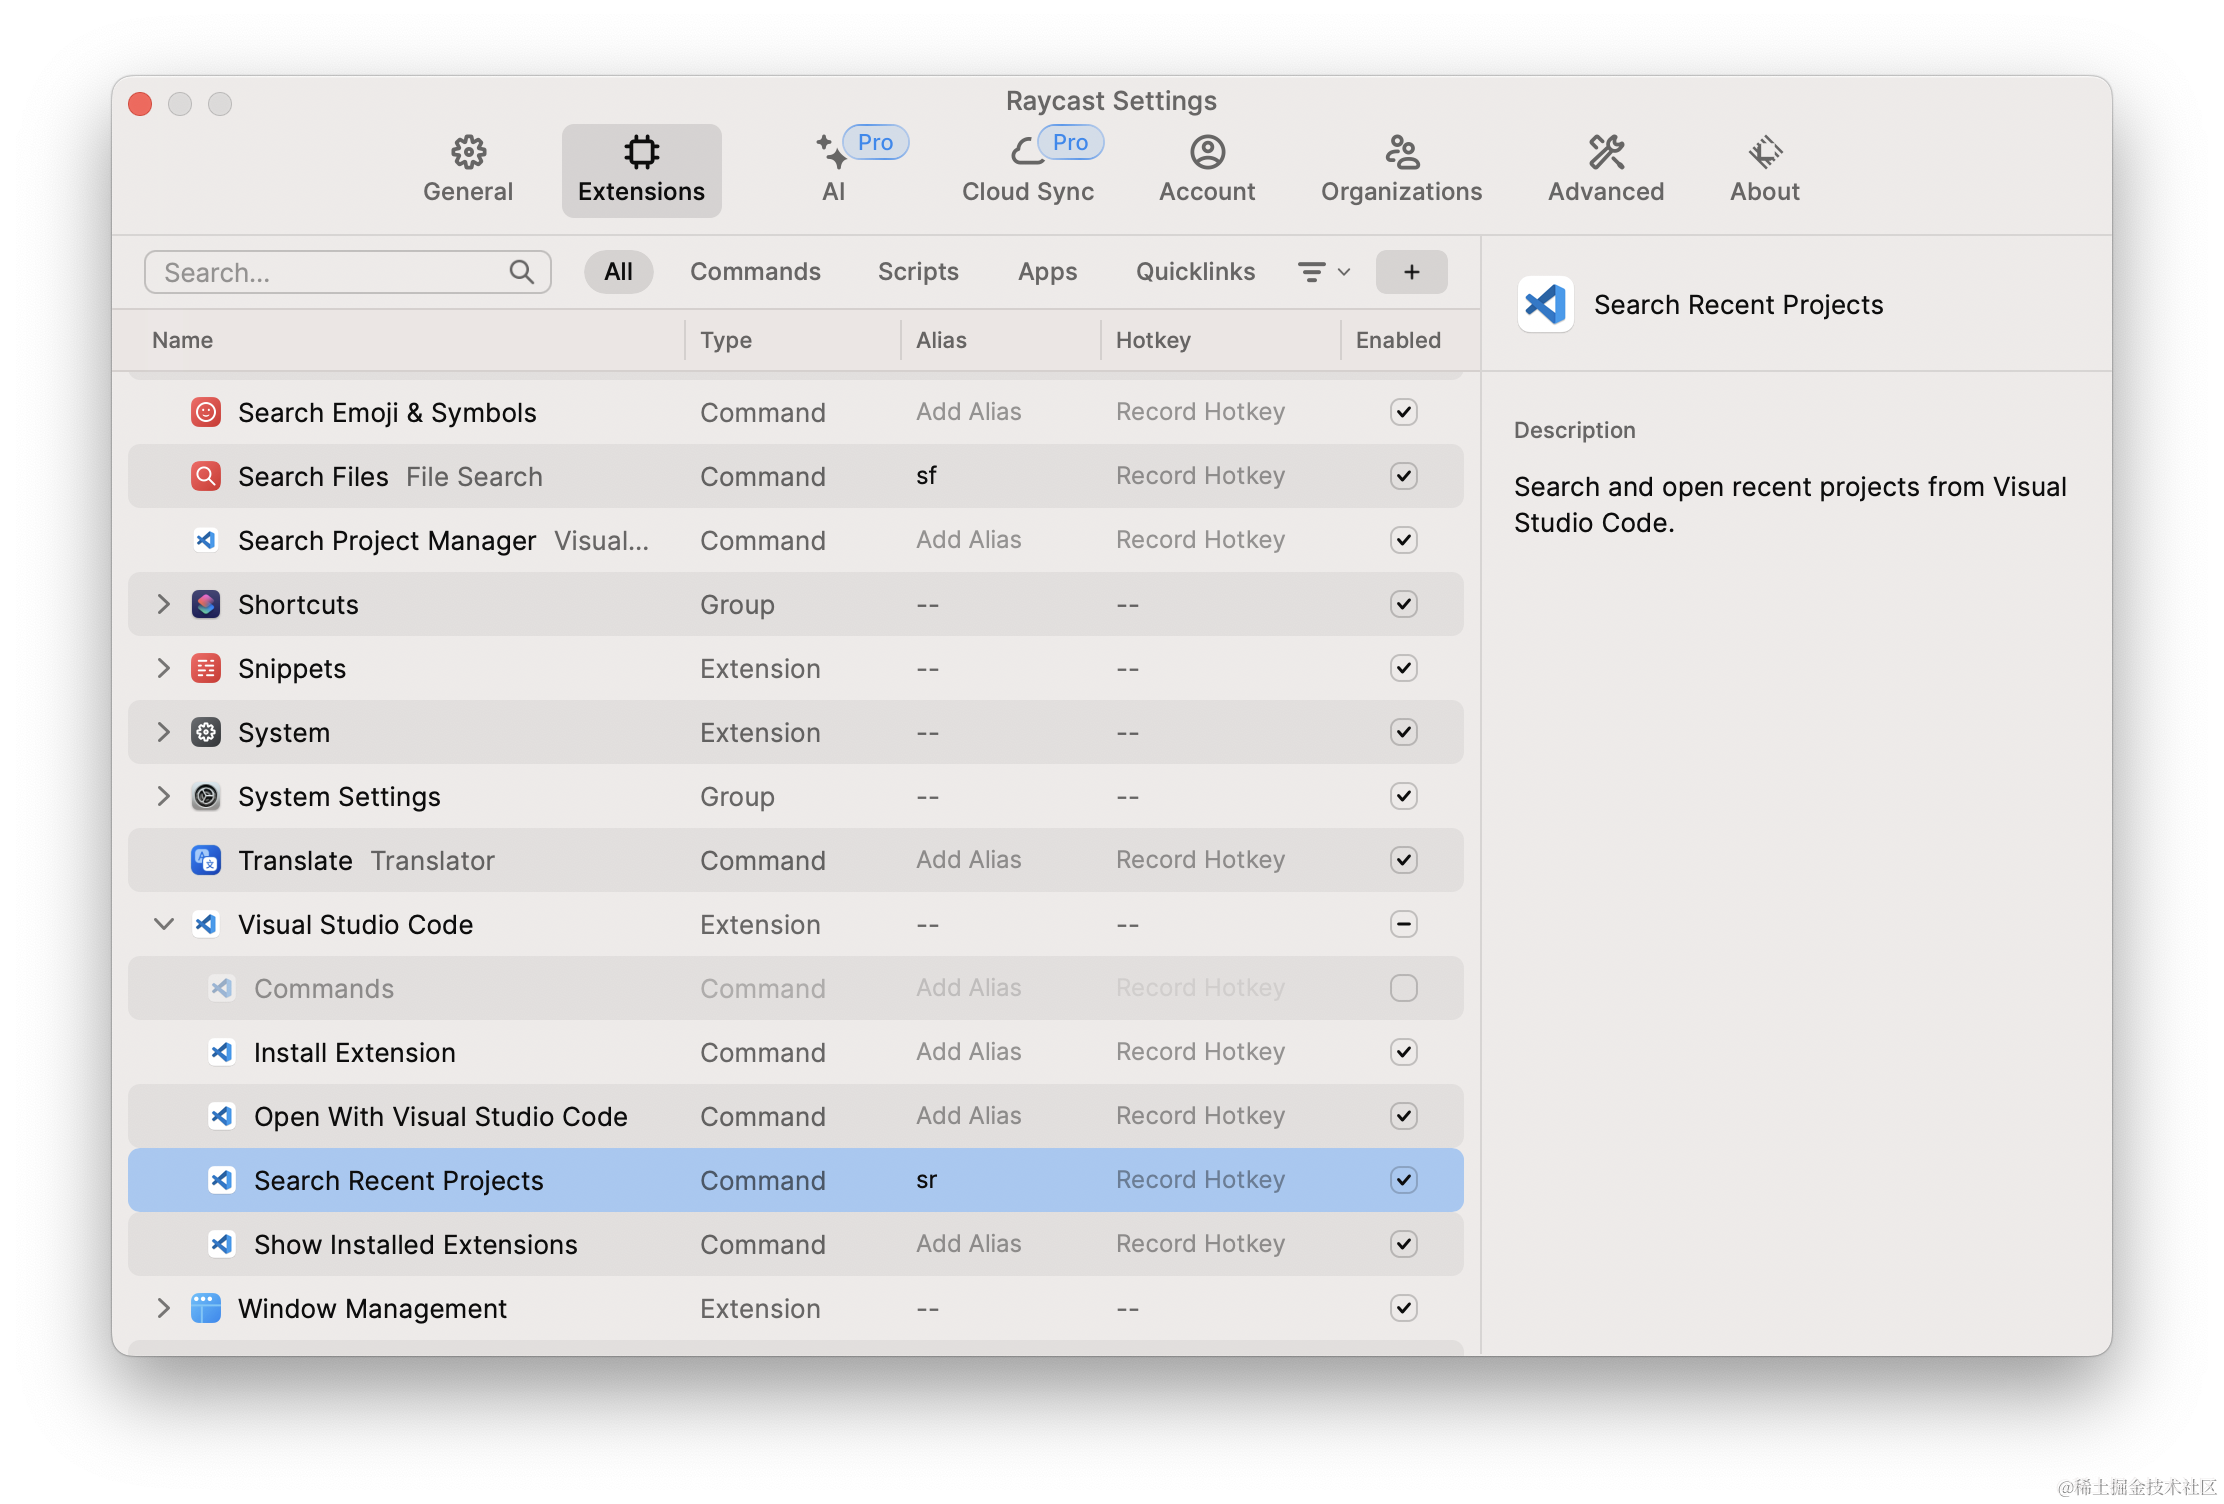 Raycast Settings
General
Extensions
Pro
AI
Pro
Cloud Sync
Account
Organizations
Advanced
About
Search...
All
Commands
Scripts
Apps
Quicklinks
+
Name Type Alias Hotkey Enabled
Search Emoji & Symbols Command Add Alias Record Hotkey
Search Files File Search Command sf Record Hotkey
Search Project Manager Visual... Command Add Alias Record Hotkey
Shortcuts Group -- --
Snippets Extension -- --
System Extension -- --
System Settings Group -- --
Translate Translator Command Add Alias Record Hotkey
Visual Studio Code Extension -- --
Commands Command Add Alias Record Hotkey
Install Extension Command Add Alias Record Hotkey
Open With Visual Studio Code Command Add Alias Record Hotkey
Search Recent Projects Command sr Record Hotkey
Show Installed Extensions Command Add Alias Record Hotkey
Window Management Extension -- --
Search Recent Projects
Description
Search and open recent projects from Visual
Studio Code.
@稀土掘金技术社区